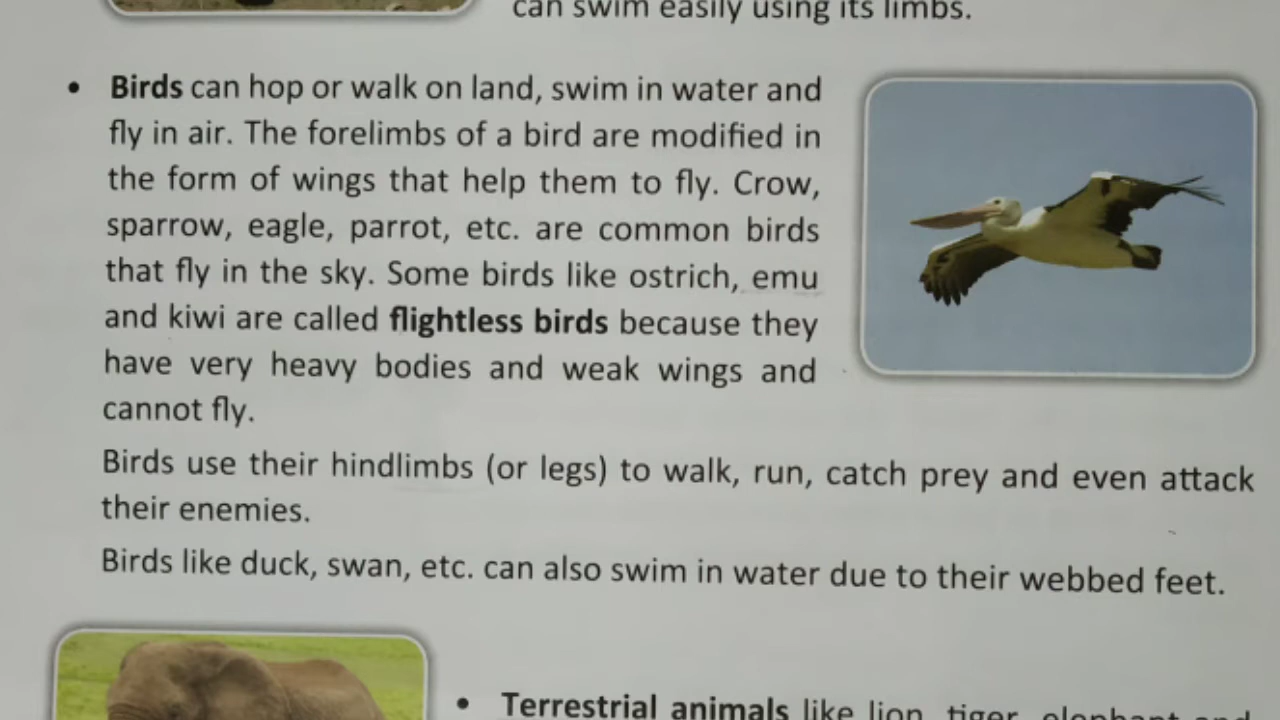 can swim easily using its limbs.
• Birds can hop or walk on land, swim in water and
fly in air. The forelimbs of a bird are modified in
the form of wings that help them to fly. Crow,
sparrow, eagle, parrot, etc. are common birds
that fly in the sky. Some birds like ostrich, emu
and kiwi are called flightless birds because they
have very heavy bodies and weak wings and
cannot fly.
Birds use their hindlimbs (or legs) to walk, run, catch prey and even attack
their enemies.
Birds like duck, swan, etc. can also swim in water due to their webbed feet.
• Terrestrial animals like lion, tiger, elephant and